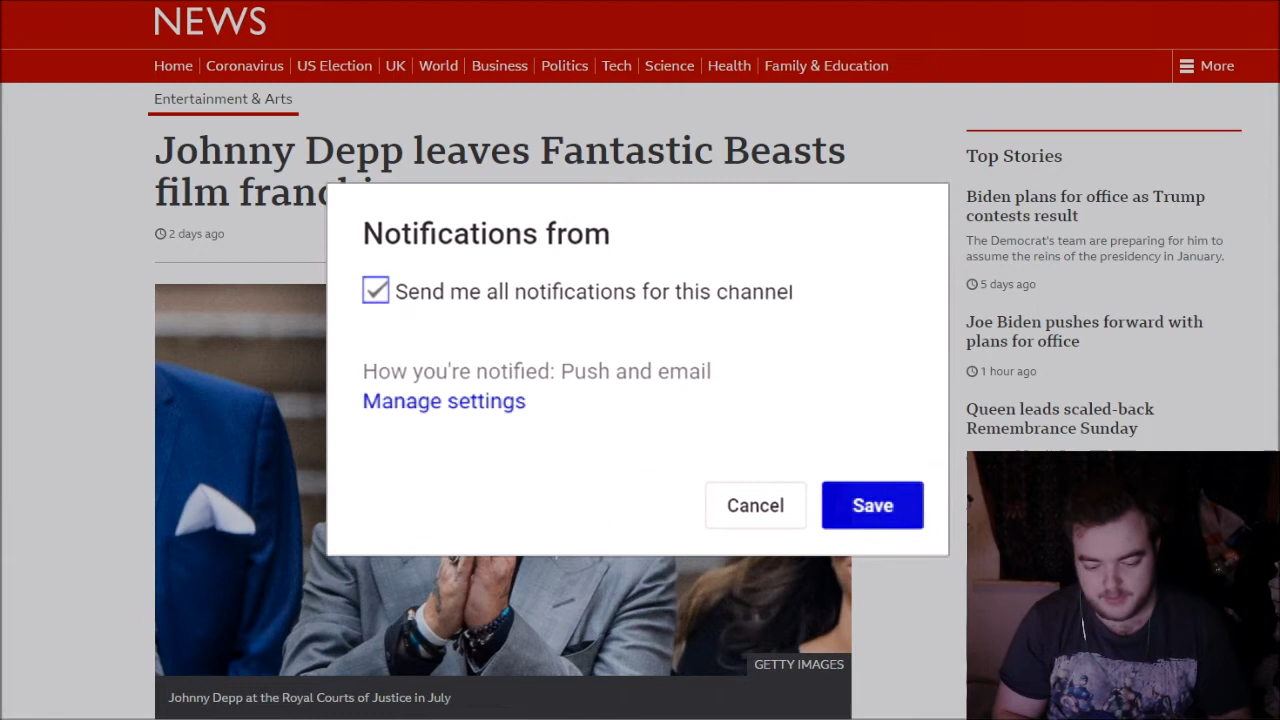 NEWS
Home Coronavirus US Election UK World Business Politics Tech Science Health Family & Education More
Entertainment & Arts
Johnny Depp leaves Fantastic Beasts
film
2 days ago
Notifications from
Send me all notifications for this channel
How you're notified: Push and email
Manage settings
Cancel Save
GETTY IMAGES
Johnny Depp at the Royal Courts of Justice in July
Top Stories
Biden plans for office as Trump
contests result
The Democrat's team are preparing for him to
assume the reins of the presidency in January.
5 days ago
Joe Biden pushes forward with
plans for office
1 hour ago
Queen leads scaled-back
Remembrance Sunday